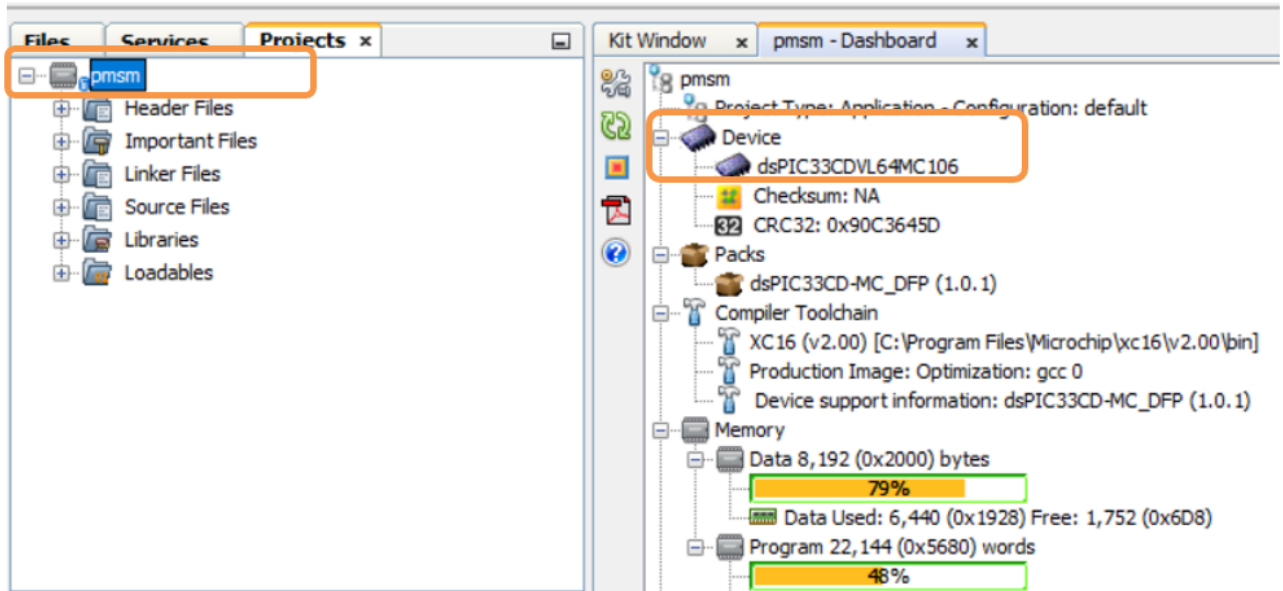 Files Services Projects x
pmsm
Header Files
Important Files
Linker Files
Source Files
Libraries
Loadables
Kit Window x pmsm - Dashboard x
pmsm
Project Type: Application - Configuration: default
Device
dsPIC33CDVL64MC106
Checksum: NA
32 CRC32: 0x90C3645D
Packs
dsPIC33CD-MC_DFP (1.0.1)
Compiler Toolchain
XC16 (v2.00) [C:\Program Files\Microchip\xc16\v2.00\bin]
Production Image: Optimization: gcc 0
Device support information: dsPIC33CD-MC_DFP (1.0.1)
Memory
Data 8,192 (0x2000) bytes
79%
Data Used: 6,440 (0x1928) Free: 1,752 (0x6D8)
Program 22,144 (0x5680) words
48%